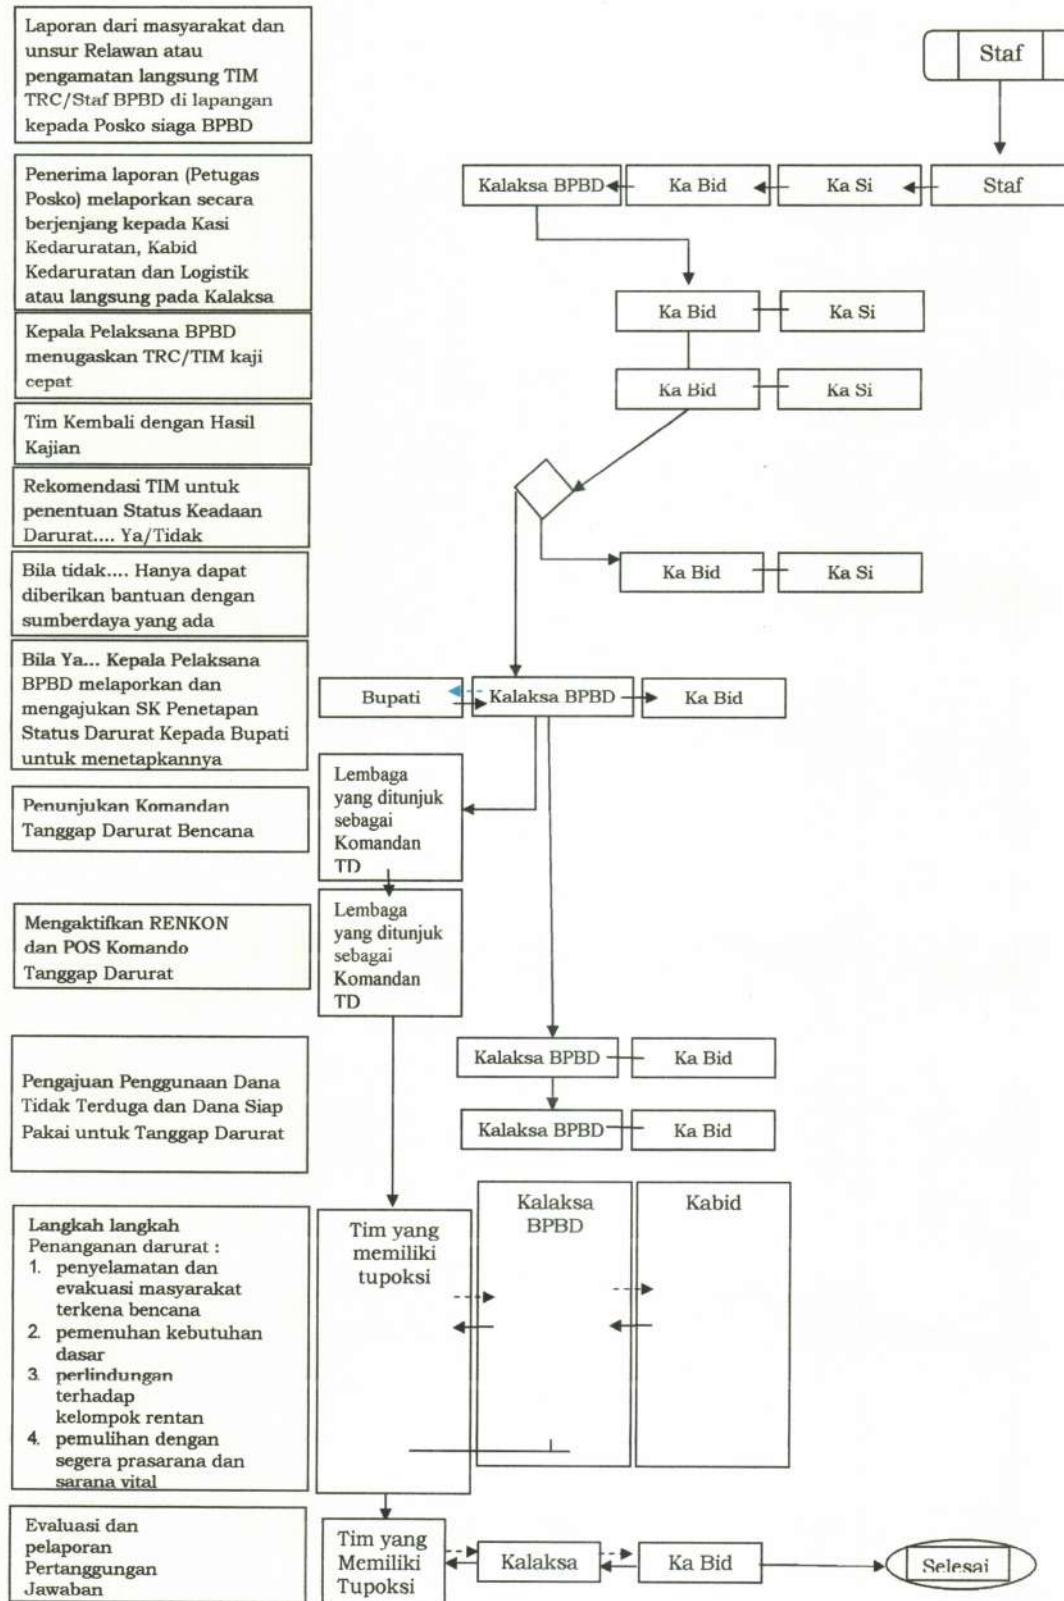 Laporan dari masyarakat dan
unsur Relawan atau
pengamatan langsung TIM
TRC/Staf BPBD di lapangan
kepada Posko siaga BPBD
Staf
Penerima laporan (Petugas
Posko) melaporkan secara
berjenjang kepada Kasi
Kedaruratan, Kabid
Kedaruratan dan Logistik
atau langsung pada Kalaksa
Kalaksa BPBD
Ka Bid
Ka Si
Staf
Kepala Pelaksana BPBD
menugaskan TRC/TIM kaji
cepat
Ka Bid
Ka Si
Tim Kembali dengan Hasil
Kajian
Ka Bid
Ka Si
Rekomendasi TIM untuk
penentuan Status Keadaan
Darurat.... Ya/Tidak
Bila tidak.... Hanya dapat
diberikan bantuan dengan
sumberdaya yang ada
Ka Bid
Ka Si
Bila Ya... Kepala Pelaksana
BPBD melaporkan dan
mengajukan SK Penetapan
Status Darurat Kepada Bupati
untuk menetapkannya
Bupati
Kalaksa BPBD
Ka Bid
Penunjukan Komandan
Tanggap Darurat Bencana
Lembaga
yang ditunjuk
sebagai
Komandan
TD
Mengaktifkan RENKON
dan POS Komando
Tanggap Darurat
Lembaga
yang ditunjuk
sebagai
Komandan
TD
Pengajuan Penggunaan Dana
Tidak Terduga dan Dana Siap
Pakai untuk Tanggap Darurat
Kalaksa BPBD
Ka Bid
Kalaksa BPBD
Ka Bid
Langkah langkah
Penanganan darurat :
1. penyelamatan dan
evakuasi masyarakat
terkena bencana
2. pemenuhan kebutuhan
dasar
3. perlindungan
terhadap
kelompok rentan
4. pemulihan dengan
segera prasarana dan
sarana vital
Tim yang
memiliki
tupoksi
Kalaksa
BPBD
Kabid
Evaluasi dan
pelaporan
Pertanggungan
Jawaban
Tim yang
Memiliki
Tupoksi
Kalaksa
Ka Bid
Selesai